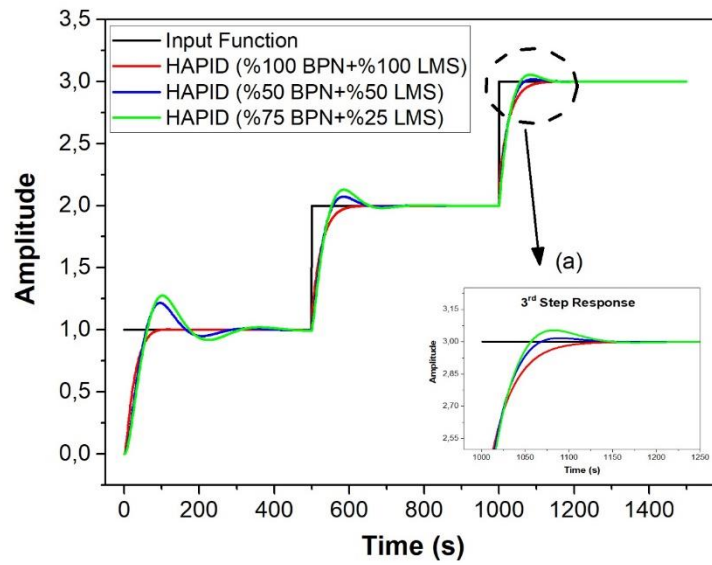 Input Function
HAPID (%100 BPN+%100 LMS)
HAPID (%50 BPN+%50 LMS)
HAPID (%75 BPN+%25 LMS)
3,5
3,0
2,5
2,0
1,5
1,0
0,5
0,0
Amplitude
(a)
3rd Step Response
3,15
3,00
2,85
2,70
2,55
Amplitude
1000 1050 1100 1150 1200 1250
Time (s)
0 200 400 600 800 1000 1200 1400
Time (s)